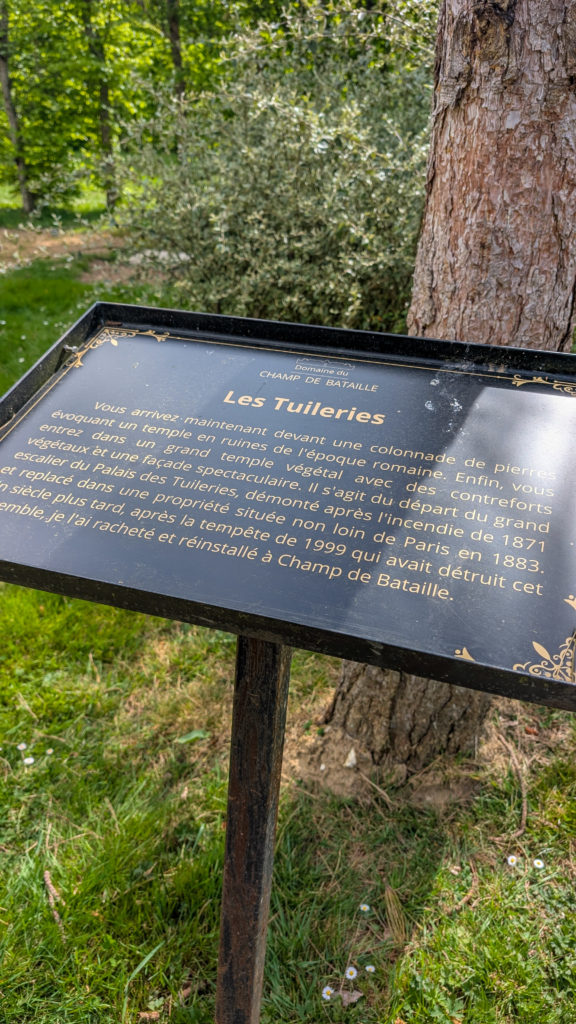 Domaine du
CHAMP DE BATAILLE
Les Tuileries
Vous arrivez maintenant devant une colonnade de pierres
évoquant un temple en ruines de l'époque romaine. Enfin, vous
entrez dans un grand temple végétal avec des contreforts
végétaux et une façade spectaculaire. Il s'agit du départ du grand
escalier du Palais des Tuileries, démonté après l'incendie de 1871
et replacé dans une propriété située non loin de Paris en 1883.
siècle plus tard, après la tempête de 1999 qui avait détruit cet
je l'ai racheté et réinstallé à Champ de Bataille.